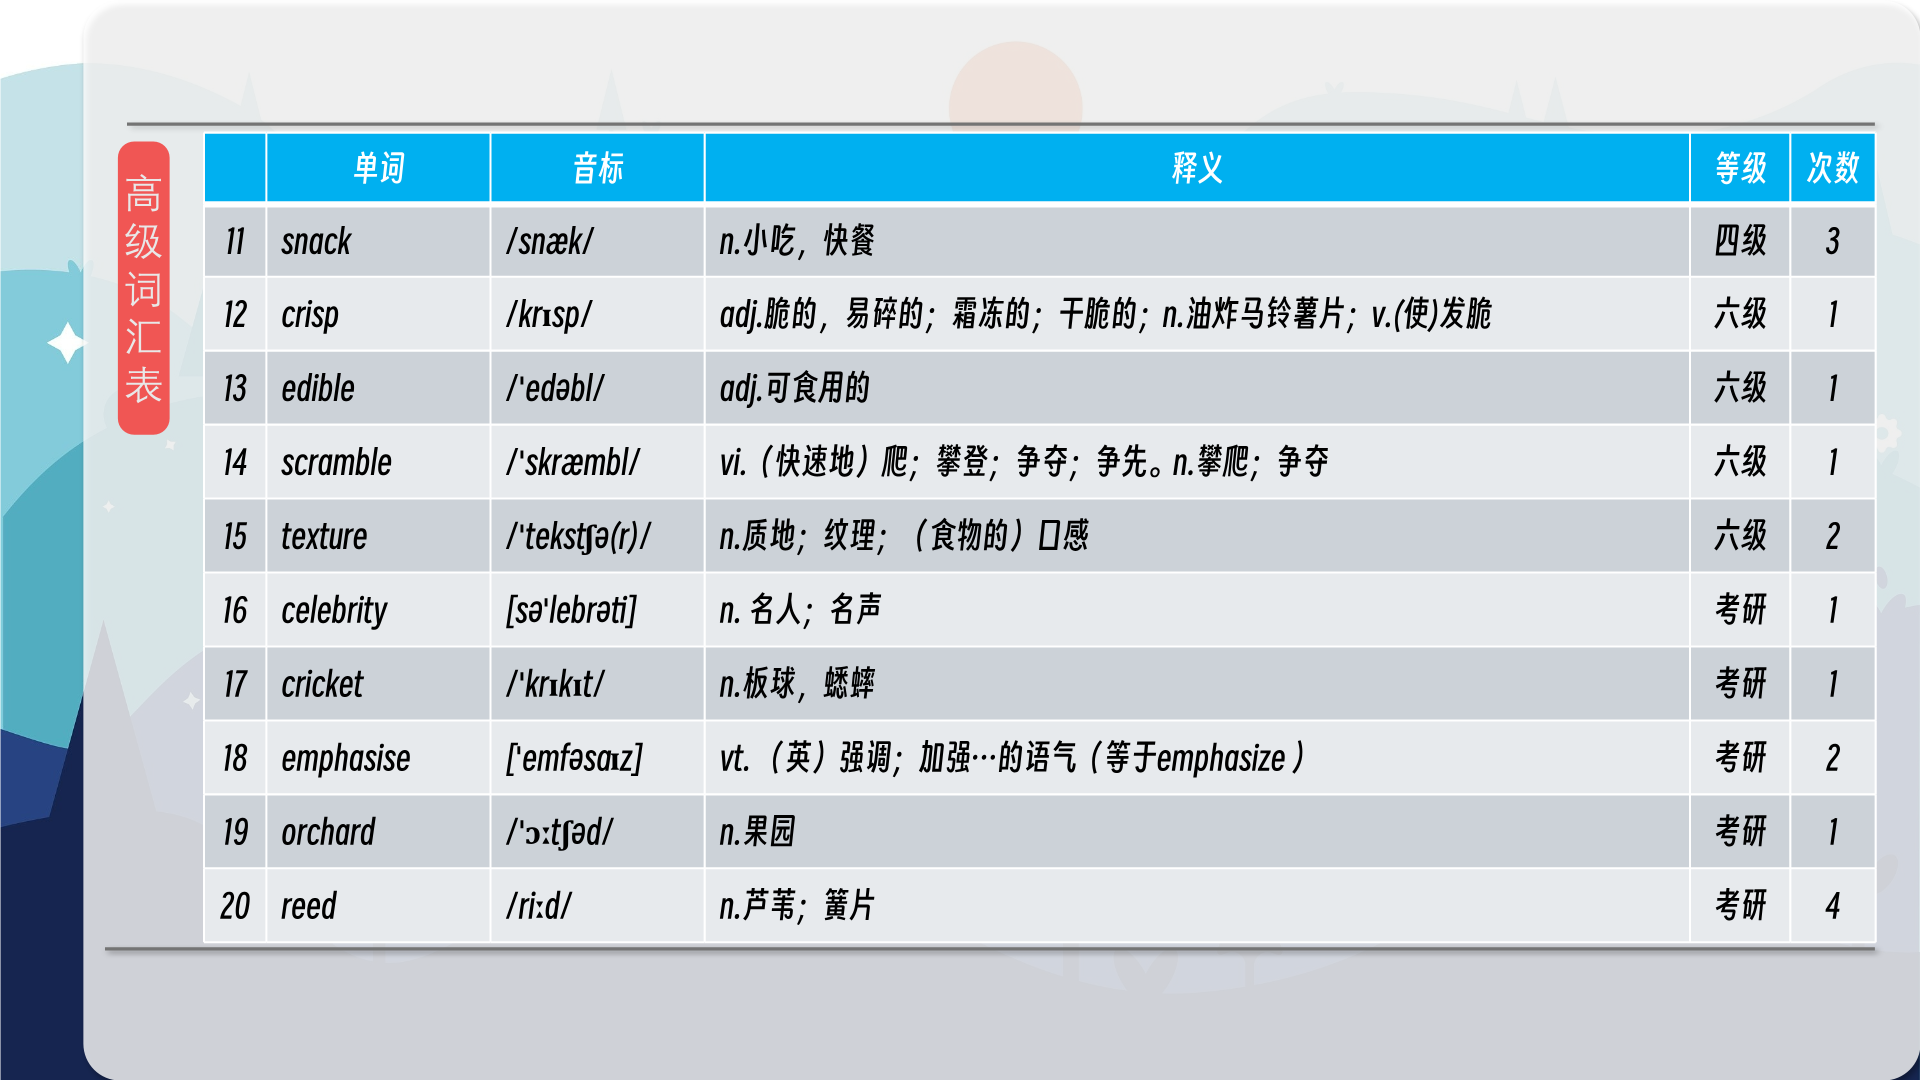 高级词汇表
单词 音标 释义 等级 次数
11 snack /snæk/ n.小吃，快餐 四级 3
12 crisp /krɪsp/ adj.脆的，易碎的；霜冻的；干脆的；n.油炸马铃薯片；v.(使)发脆 六级 1
13 edible /'edəbl/ adj.可食用的 六级 1
14 scramble /'skræmbl/ vi.（快速地）爬；攀登；争夺；争先。n.攀爬；争夺 六级 1
15 texture /'tekstʃə(r)/ n.质地；纹理；（食物的）口感 六级 2
16 celebrity [sə'lebrəti] n. 名人；名声 考研 1
17 cricket /'krɪkɪt/ n.板球，蟋蟀 考研 1
18 emphasise ['emfəsaɪz] vt. （英）强调；加强…的语气（等于emphasize ） 考研 2
19 orchard /'ɔːtʃəd/ n.果园 考研 1
20 reed /riːd/ n.芦苇；簧片 考研 4